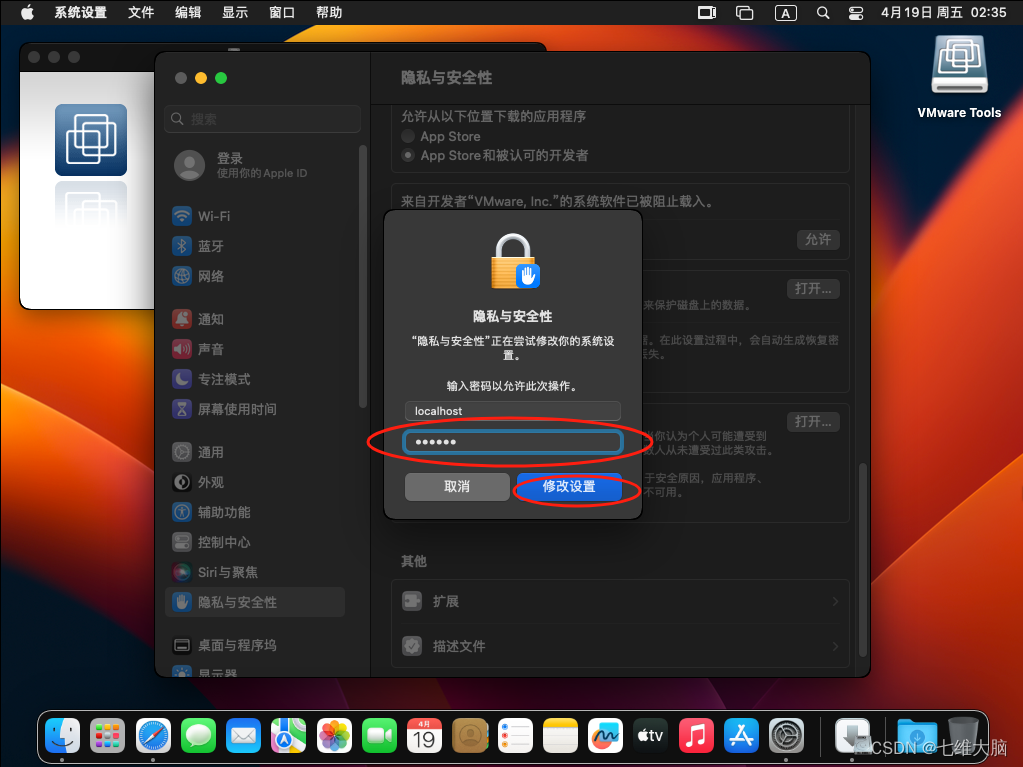 系统设置 文件 编辑 显示 窗口 帮助 A 4月19日 周五 02:35
VMware Tools
搜索
登录
使用你的 Apple ID
Wi-Fi
蓝牙
网络
通知
声音
专注模式
屏幕使用时间
通用
外观
辅助功能
控制中心
Siri与聚焦
隐私与安全性
桌面与程序坞
显示器
隐私与安全性
允许从以下位置下载的应用程序
App Store
App Store和被认可的开发者
来自开发者“VMware, Inc.”的系统软件已被阻止载入。
允许
打开...
来保护磁盘上的数据。
。在此设置过程中，会自动生成恢复密
丢失。
打开...
当你认为个人可能遭受到
数人从未遭受过此类攻击。
于安全原因，应用程序、
不可用。
其他
扩展
描述文件
隐私与安全性
“隐私与安全性”正在尝试修改你的系统设
置。
输入密码以允许此次操作。
localhost
取消
修改设置
4月
19
tv
CSDN @七维大脑